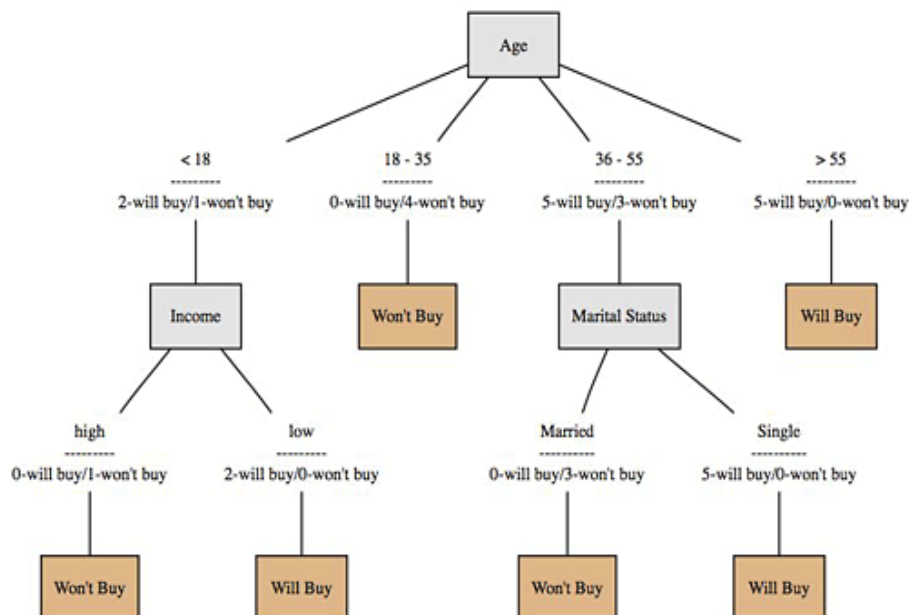 Age
< 18
---------
2-will buy/1-won't buy
18 - 35
---------
0-will buy/4-won't buy
36 - 55
---------
5-will buy/3-won't buy
> 55
---------
5-will buy/0-won't buy
Income
Won't Buy
Marital Status
Will Buy
high
---------
0-will buy/1-won't buy
low
---------
2-will buy/0-won't buy
Married
----------
0-will buy/3-won't buy
Single
----------
5-will buy/0-won't buy
Won't Buy
Will Buy
Won't Buy
Will Buy